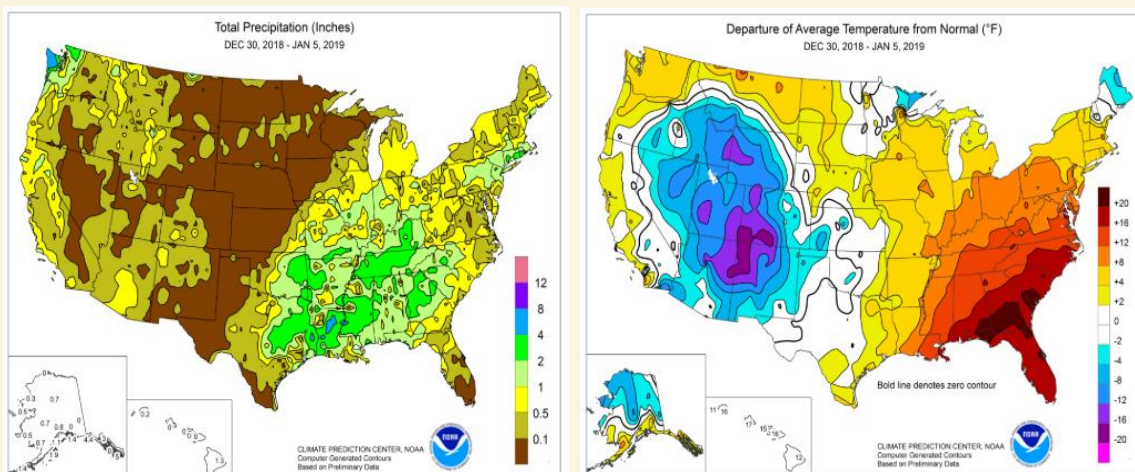 Total Precipitation (Inches)
DEC 30, 2018 - JAN 5, 2019
12
8
4
2
1
0.5
0.1
CLIMATE PREDICTION CENTER, NOAA
Computer Generated Contours
Based on Preliminary Data
NOAA
Departure of Average Temperature from Normal (°F)
DEC 30, 2018 - JAN 5, 2019
+20
+16
+12
+8
+4
+2
0
-2
-4
-8
-12
-16
-20
Bold line denotes zero contour
CLIMATE PREDICTION CENTER, NOAA
Computer Generated Contours
Based on Preliminary Data
NOAA